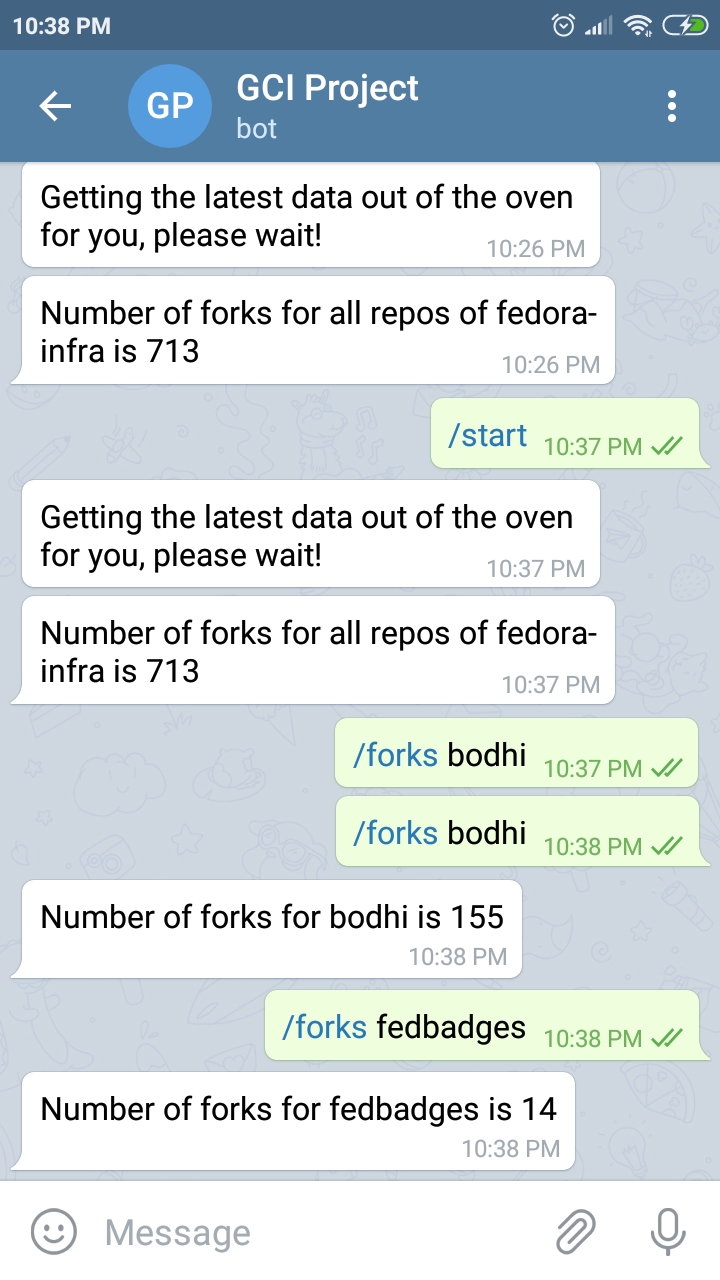 10:38 PM
GP
GCI Project
bot
Getting the latest data out of the oven
for you, please wait!
10:26 PM
Number of forks for all repos of fedora-
infra is 713
10:26 PM
/start 10:37 PM
Getting the latest data out of the oven
for you, please wait!
10:37 PM
Number of forks for all repos of fedora-
infra is 713
10:37 PM
/forks bodhi 10:37 PM
/forks bodhi 10:38 PM
Number of forks for bodhi is 155
10:38 PM
/forks fedbadges 10:38 PM
Number of forks for fedbadges is 14
10:38 PM
Message